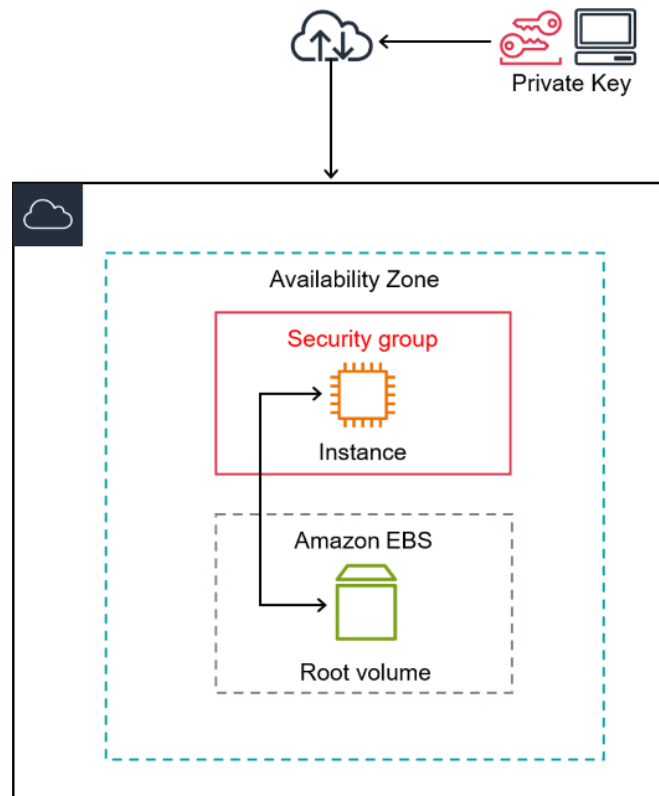 Private Key
Availability Zone
Security group
Instance
Amazon EBS
Root volume